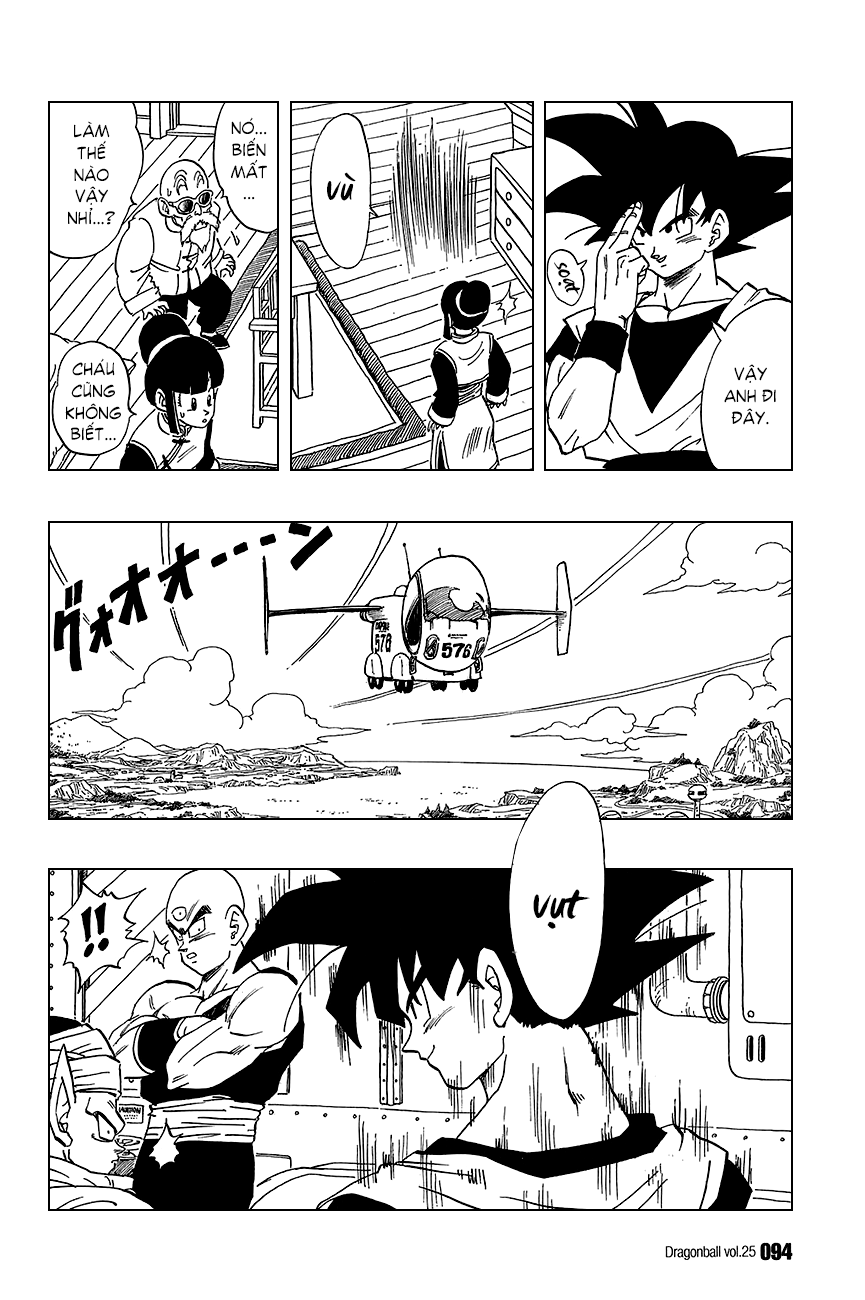 VẬY
ANH ĐI
ĐÂY.
SOẠT
VÙ
NÓ...
BIẾN
MẤT
...
LÀM
THẾ
NÀO
VẬY
NHỈ...?
CHÁU
CŨNG
KHÔNG
BIẾT...
グォオオーーーン
576
576
VỤT
!!
Dragonball vol.25 094